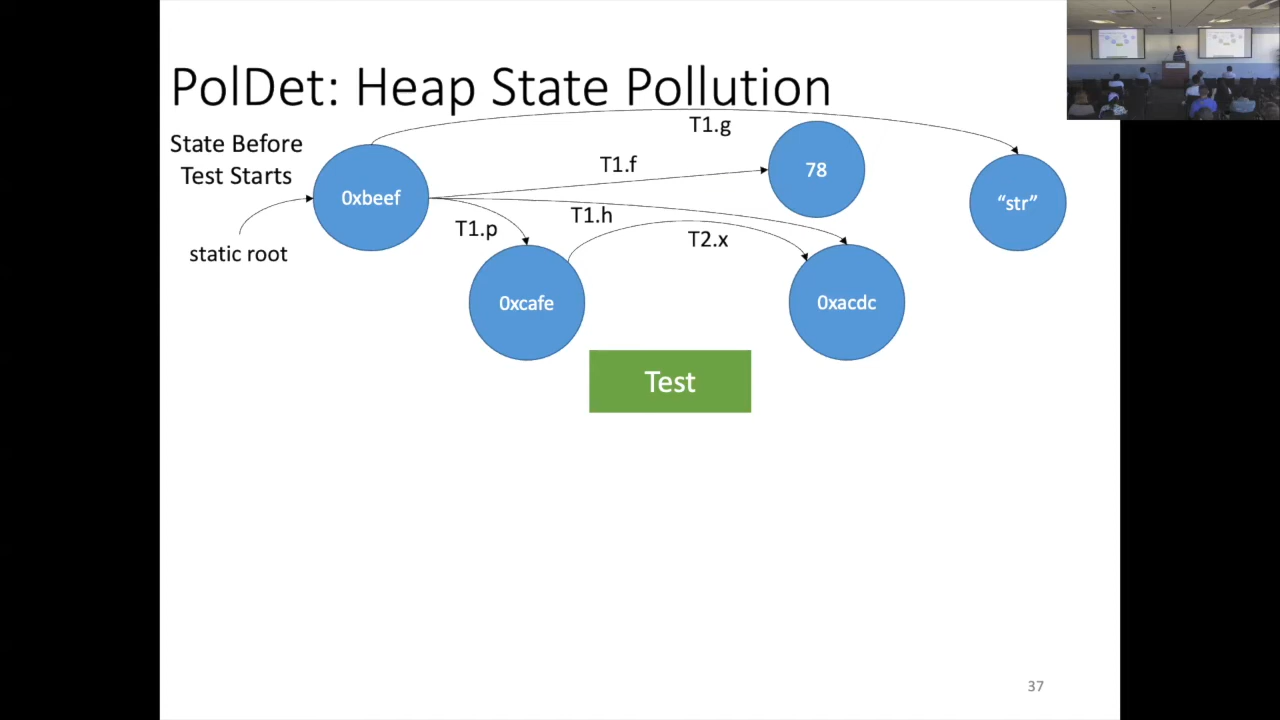 PolDet: Heap State Pollution
State Before
Test Starts
static root
0xbeef
T1.g
T1.f
78
"str"
T1.p
T1.h
T2.x
0xcafe
0xacdc
Test
37